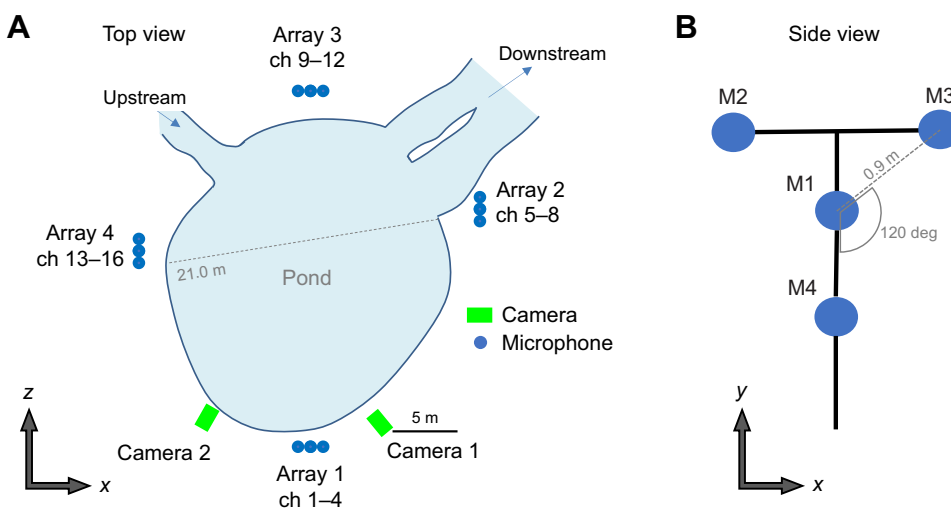 A
Top view
Array 3
ch 9–12
Downstream
Upstream
Array 2
ch 5–8
Array 4
ch 13–16
21.0 m
Pond
Camera
Microphone
z
x
5 m
Camera 2
Camera 1
Array 1
ch 1–4
B
Side view
M2
M3
0.9 m
M1
120 deg
M4
y
x